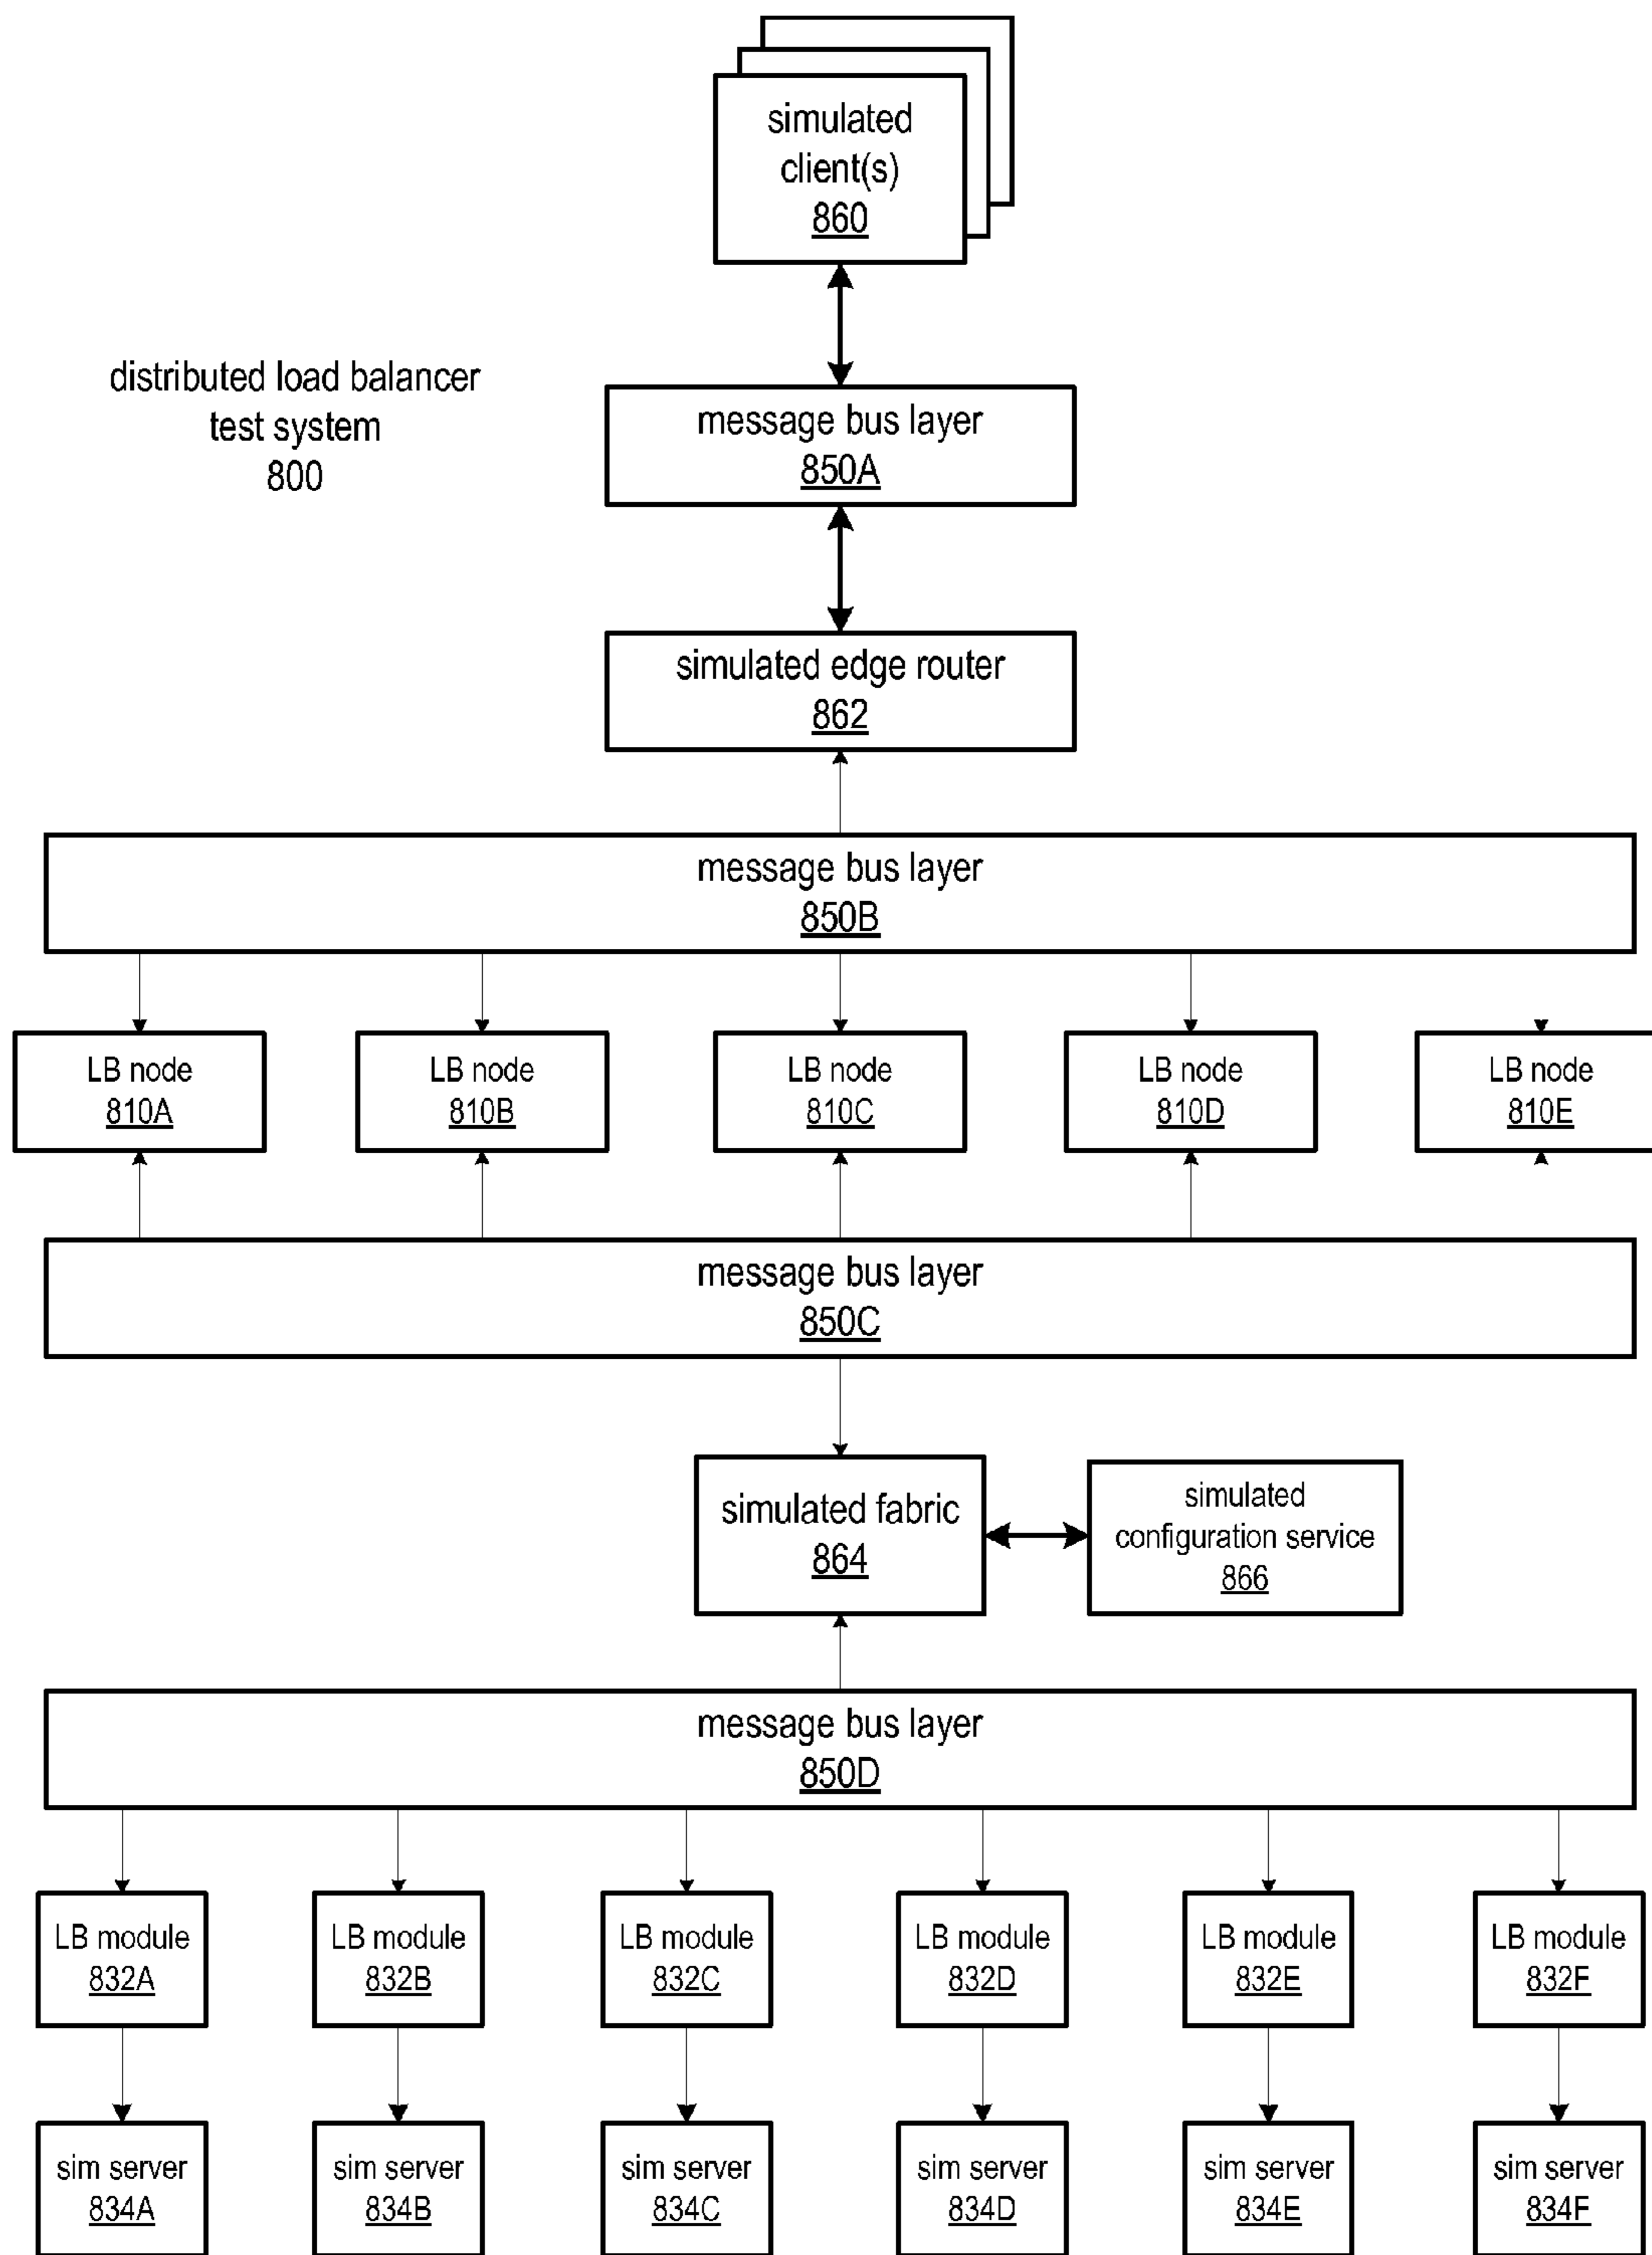 simulated
client(s)
860
distributed load balancer
test system
800
message bus layer
850A
simulated edge router
862
message bus layer
850B
LB node
810A
LB node
810B
LB node
810C
LB node
810D
LB node
810E
message bus layer
850C
simulated fabric
864
simulated
configuration service
866
message bus layer
850D
LB module
832A
LB module
832B
LB module
832C
LB module
832D
LB module
832E
LB module
832F
sim server
834A
sim server
834B
sim server
834C
sim server
834D
sim server
834E
sim server
834F